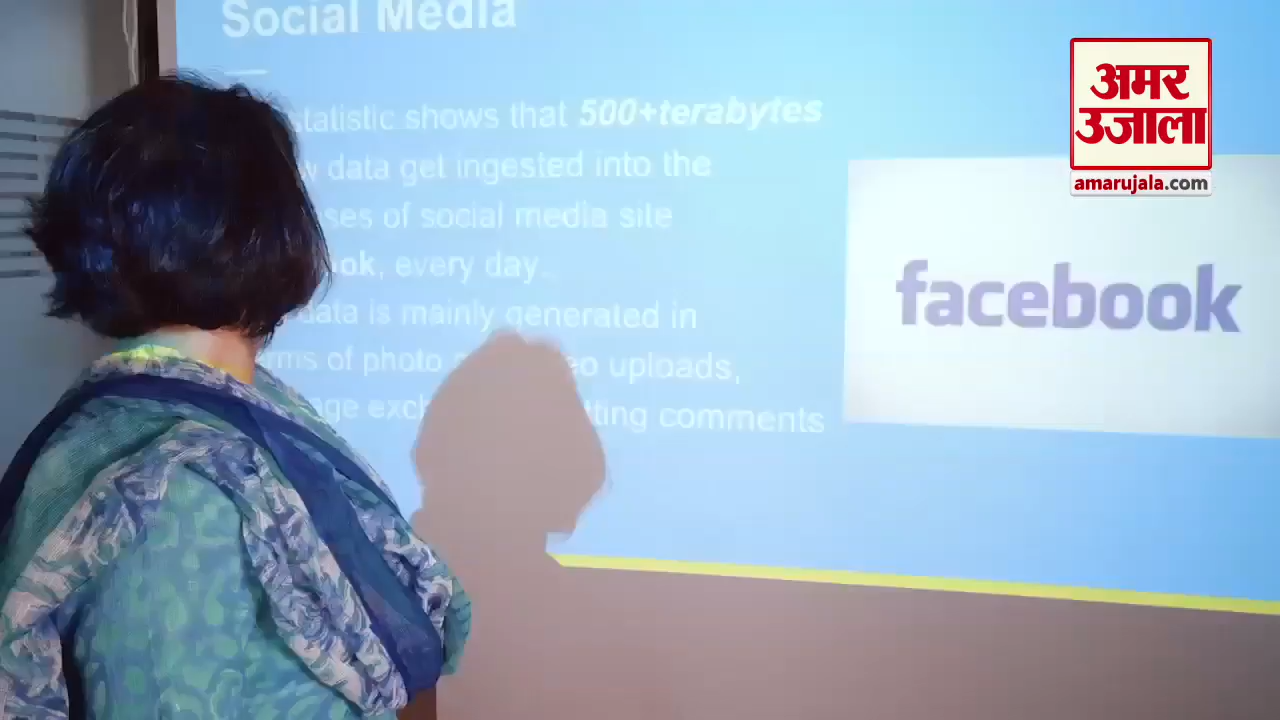 Social Media
statistic shows that 500+terabytes
data get ingested into the
of social media site
every day
data is mainly generated in
of photo uploads,
comments
facebook
अमर
उजाला
amarujala.com